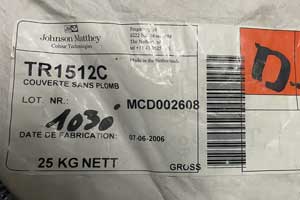 Johnson Matthey
Colour Technologies
Made in the Netherlands
TR1512C
COUVERTE SANS PLOMB
LOT. NR.: MCD002608
1030
DATE DE FABRICATION: 07-06-2006
25 KG NETT GROSS